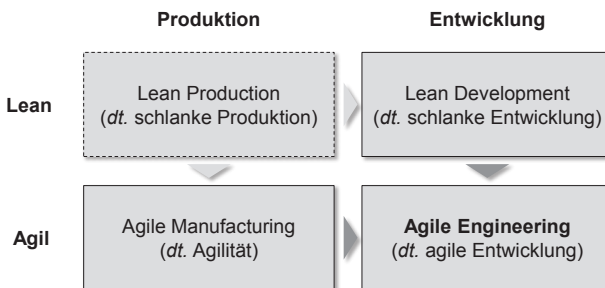 Produktion Entwicklung
Lean
Lean Production
(dt. schlanke Produktion)
Lean Development
(dt. schlanke Entwicklung)
Agil
Agile Manufacturing
(dt. Agilität)
Agile Engineering
(dt. agile Entwicklung)